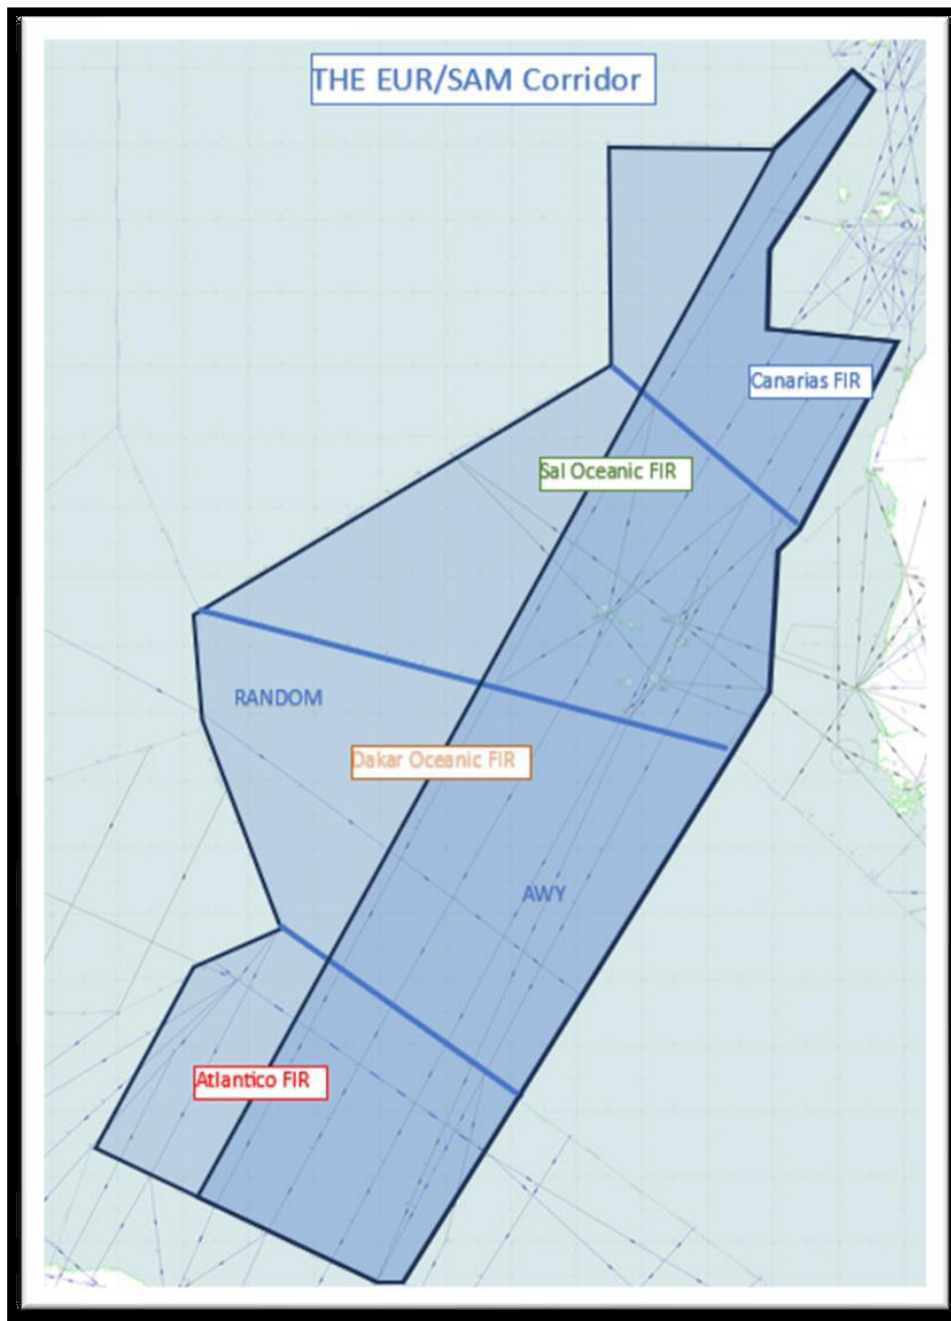 THE EUR/SAM Corridor
Canarias FIR
Sal Oceanic FIR
RANDOM
Dakar Oceanic FIR
AWY
Atlantico FIR